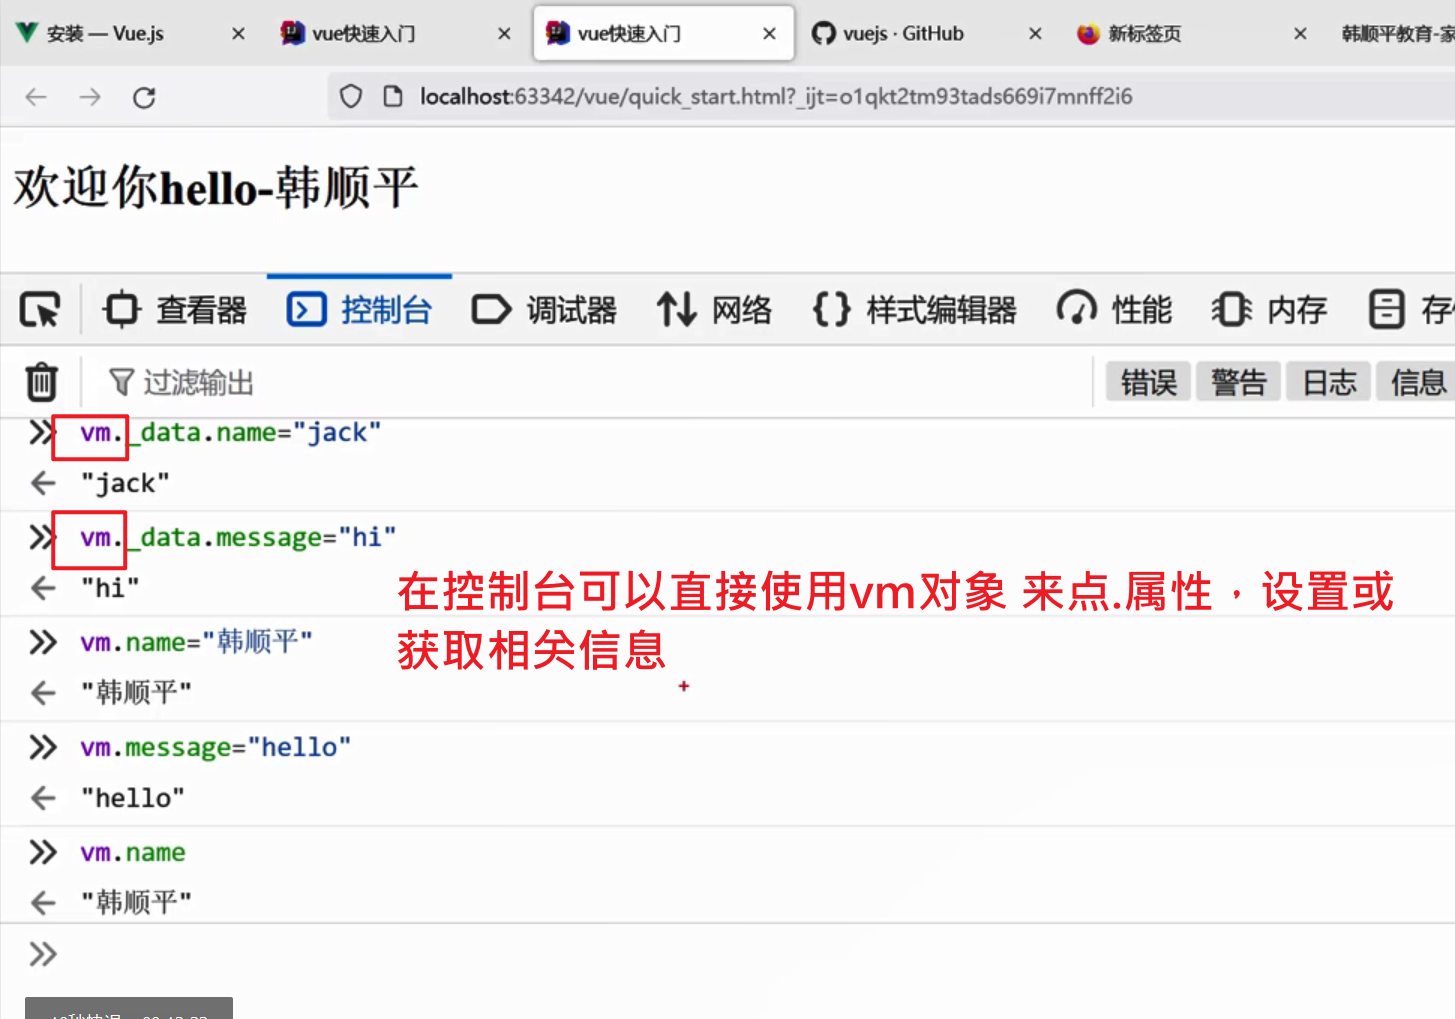 安装 — Vue.js
vue快速入门
vue快速入门
vuejs · GitHub
新标签页
韩顺平教育-家
localhost:63342/vue/quick_start.html?_ijt=o1qkt2tm93tads669i7mnff2i6
欢迎你hello-韩顺平
查看器 控制台 调试器 网络 样式编辑器 性能 内存 存
过滤输出 错误 警告 日志 信息
vm._data.name="jack"
"jack"
vm._data.message="hi"
"hi"
在控制台可以直接使用vm对象 来点.属性，设置或
获取相关信息
vm.name="韩顺平"
"韩顺平"
vm.message="hello"
"hello"
vm.name
"韩顺平"